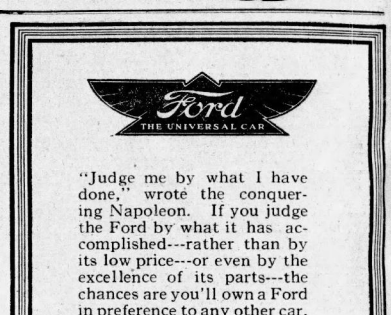 Ford
THE UNIVERSAL CAR
"Judge me by what I have
done," wrote the conquer-
ing Napoleon. If you judge
the Ford by what it has ac-
complished---rather than by
its low price---or even by the
excellence of its parts---the
chances are you'll own a Ford
in preference to any other car.